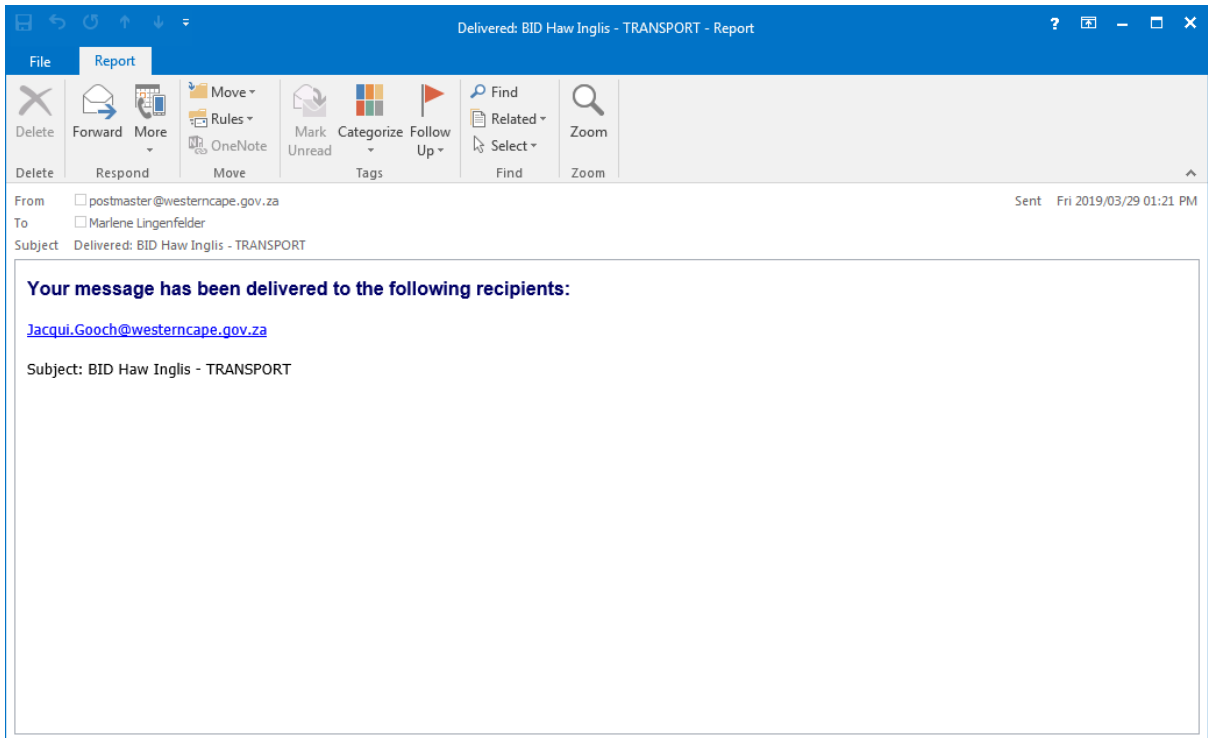 Delivered: BID Haw Inglis - TRANSPORT - Report
File Report
Delete Forward More Move Rules OneNote Mark Unread Categorize Follow Up Find Related Select Zoom
Delete Respond Move Tags Find Zoom
From postmaster@westerncape.gov.za Sent Fri 2019/03/29 01:21 PM
To Marlene Lingenfelder
Subject Delivered: BID Haw Inglis - TRANSPORT
Your message has been delivered to the following recipients:
Jacqui.Gooch@westerncape.gov.za
Subject: BID Haw Inglis - TRANSPORT